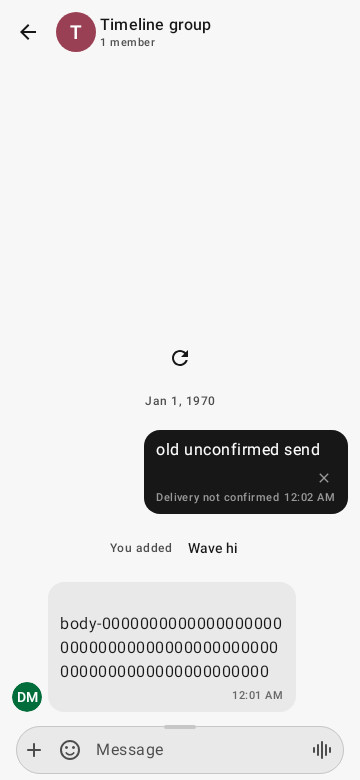 T
Timeline group
1 member
Jan 1, 1970
old unconfirmed send
Delivery not confirmed 12:02 AM
You added Wave hi
body-0000000000000000000
00000000000000000000000
0000000000000000000000
12:01 AM
DM
Message